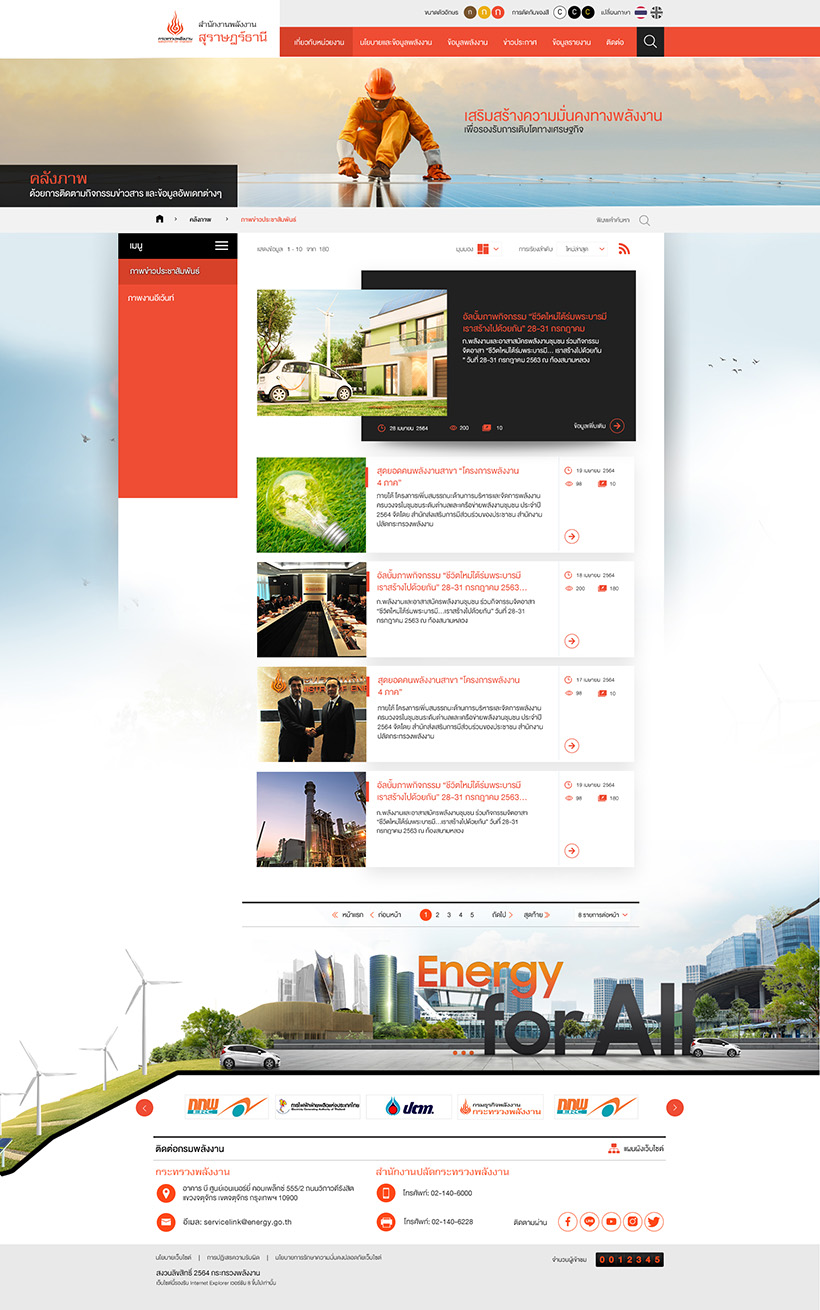 ขนาดตัวอักษร ก ก ก การตัดกันของสี C C C เปลี่ยนภาษา
สำนักงานพลังงาน
สุราษฎร์ธานี
กระทรวงพลังงาน
MINISTRY OF ENERGY
เกี่ยวกับหน่วยงาน นโยบายและข้อมูลพลังงาน ข้อมูลพลังงาน ข่าวประกาศ ข้อมูลรายงาน ติดต่อ
เสริมสร้างความมั่นคงทางพลังงาน
เพื่อรองรับการเติบโตทางเศรษฐกิจ
คลังภาพ
ด้วยการติดตามกิจกรรมข่าวสาร และข้อมูลอัพเดทต่างๆ
คลังภาพ ภาพข่าวประชาสัมพันธ์
พิมพ์คำค้นหา
เมนู
ภาพข่าวประชาสัมพันธ์
ภาพงานอีเว้นท์
แสดงข้อมูล 1 - 10 จาก 180
มุมมอง การเรียงลำดับ ใหม่ล่าสุด
อัลบั้มภาพกิจกรรม "ชีวิตใหม่ใต้ร่มพระบารมี
เราสร้างไปด้วยกัน" 28-31 กรกฎาคม
ก.พลังงานและอาสาสมัครพลังงานชุมชน ร่วมกิจกรรม
จิตอาสา "ชีวิตใหม่ใต้ร่มพระบารมี... เราสร้างไปด้วยกัน
" วันที่ 28-31 กรกฎาคม 2563 ณ ท้องสนามหลวง
28 เมษายน 2564 200 10 ข้อมูลเพิ่มเติม
สุดยอดคนพลังงานสาขา "โครงการพลังงาน
4 ภาค"
ภายใต้ โครงการเพิ่มสมรรถนะด้านการบริหารและจัดการพลังงาน
ครบวงจรในชุมชนระดับตำบลและเครือข่ายพลังงานชุมชน ประจำปี
2564 จัดโดย สำนักส่งเสริมการมีส่วนร่วมของประชาชน สำนักงาน
ปลัดกระทรวงพลังงาน
19 เมษายน 2564
98 10
อัลบั้มภาพกิจกรรม "ชีวิตใหม่ใต้ร่มพระบารมี
เราสร้างไปด้วยกัน" 28-31 กรกฎาคม 2563...
ก.พลังงานและอาสาสมัครพลังงานชุมชน ร่วมกิจกรรมจิตอาสา
"ชีวิตใหม่ใต้ร่มพระบารมี...เราสร้างไปด้วยกัน" วันที่ 28-31
กรกฎาคม 2563 ณ ท้องสนามหลวง
18 เมษายน 2564
200 180
สุดยอดคนพลังงานสาขา "โครงการพลังงาน
4 ภาค"
ภายใต้ โครงการเพิ่มสมรรถนะด้านการบริหารและจัดการพลังงาน
ครบวงจรในชุมชนระดับตำบลและเครือข่ายพลังงานชุมชน ประจำปี
2564 จัดโดย สำนักส่งเสริมการมีส่วนร่วมของประชาชน สำนักงาน
ปลัดกระทรวงพลังงาน
17 เมษายน 2564
98 10
อัลบั้มภาพกิจกรรม "ชีวิตใหม่ใต้ร่มพระบารมี
เราสร้างไปด้วยกัน" 28-31 กรกฎาคม 2563...
ก.พลังงานและอาสาสมัครพลังงานชุมชน ร่วมกิจกรรมจิตอาสา
"ชีวิตใหม่ใต้ร่มพระบารมี...เราสร้างไปด้วยกัน" วันที่ 28-31
กรกฎาคม 2563 ณ ท้องสนามหลวง
19 เมษายน 2564
98 180
หน้าแรก ก่อนหน้า 1 2 3 4 5 ถัดไป สุดท้าย 8 รายการต่อหน้า
Energy
...for All
กกพ ERC
การไฟฟ้าฝ่ายผลิตแห่งประเทศไทย
Electricity Generating Authority of Thailand
ปตท.
กรมธุรกิจพลังงาน
กระทรวงพลังงาน
กกพ ERC
ติดต่อกรมพลังงาน แผนผังเว็บไซต์
กระทรวงพลังงาน
อาคาร บี ศูนย์เอนเนอร์ยี่ คอมเพล็กซ์ 555/2 ถนนวิภาวดีรังสิต
แขวงจตุจักร เขตจตุจักร กรุงเทพฯ 10900
อีเมล: servicelink@energy.go.th
สำนักงานปลัดกระทรวงพลังงาน
โทรศัพท์: 02-140-6000
โทรศัพท์: 02-140-6228
ติดตามผ่าน
นโยบายเว็บไซต์ | การปฏิเสธความรับผิด | นโยบายการรักษาความมั่นคงปลอดภัยเว็บไซต์
สงวนลิขสิทธิ์ 2564 กระทรวงพลังงาน
เว็บไซต์นี้รองรับ Internet Explorer เวอร์ชัน 9 ขึ้นไปเท่านั้น
จำนวนผู้เข้าชม 0 0 1 2 3 4 5